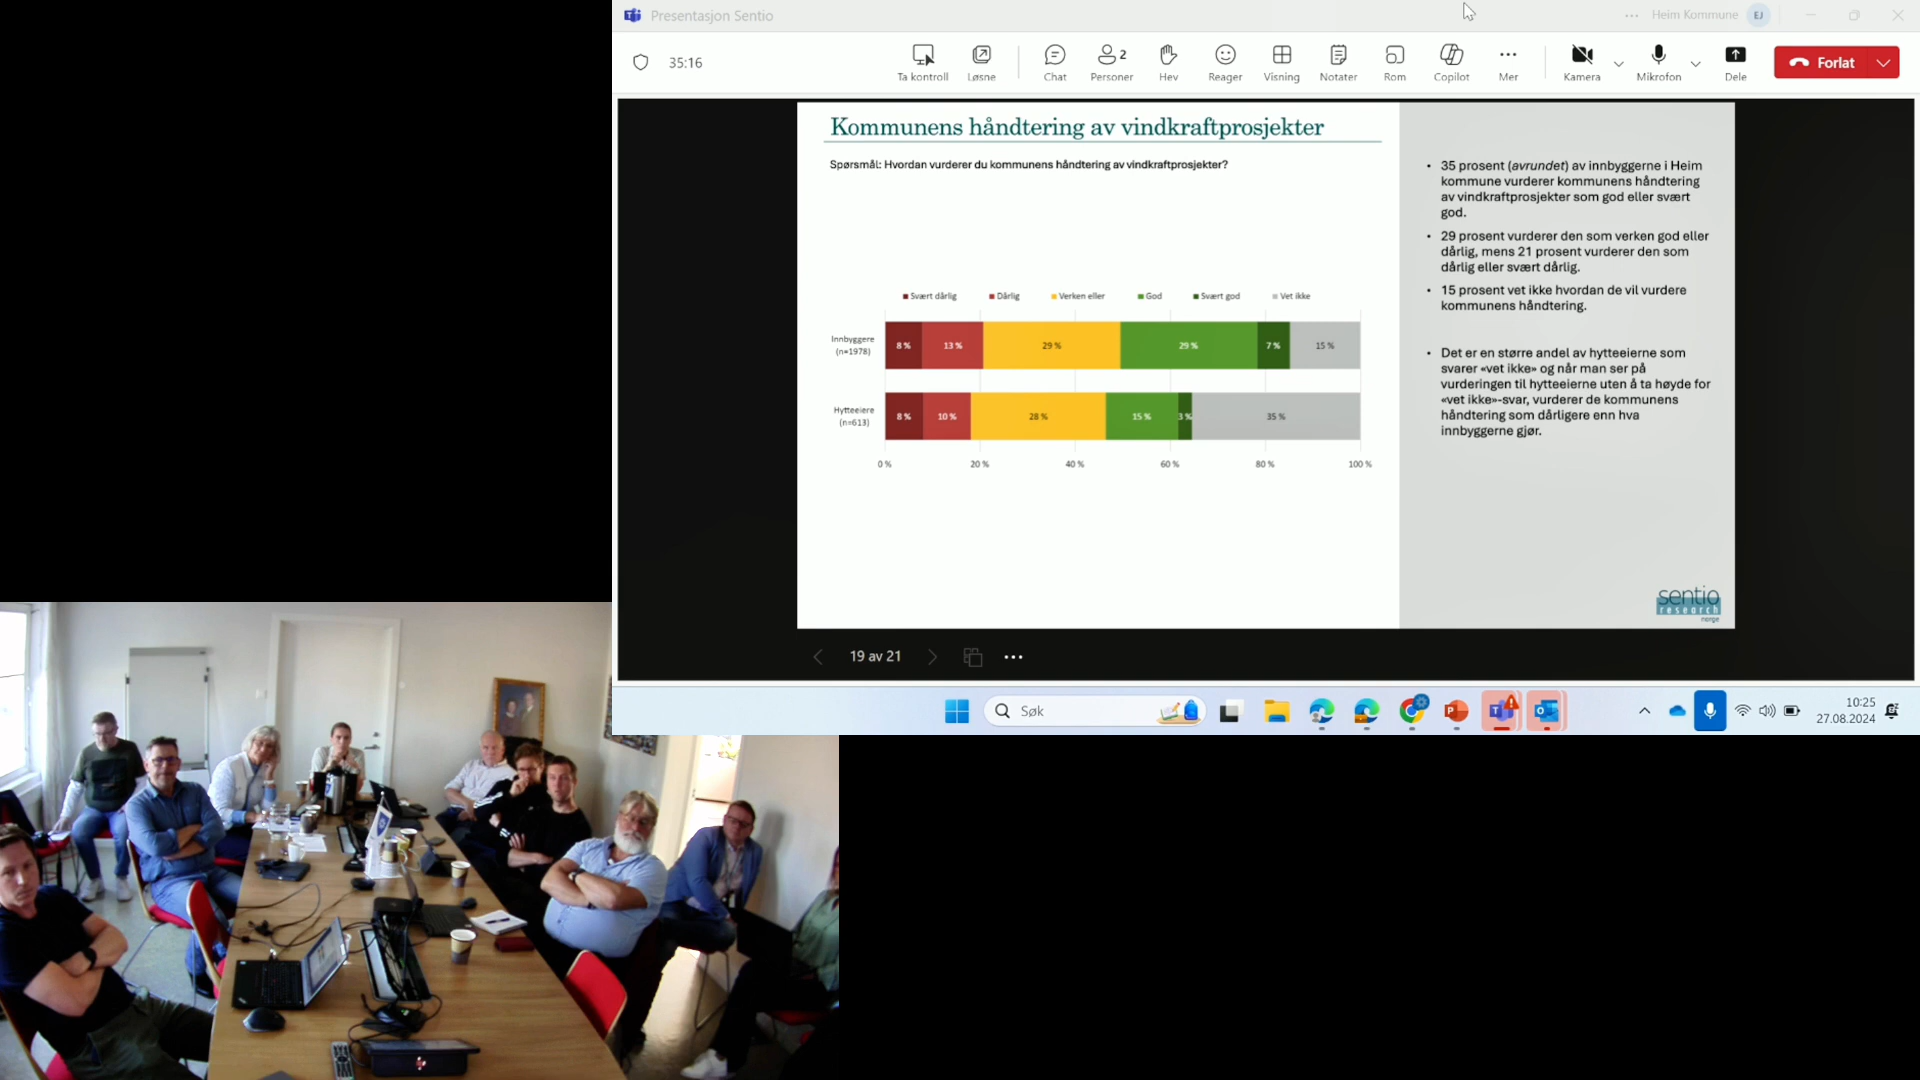 Presentasjon Sentio
Heim Kommune EJ
35:16
Ta kontroll
Løsne
Chat
2
Personer
Hev
Reager
Visning
Notater
Rom
Copilot
Mer
Kamera
Mikrofon
Dele
Forlat
Kommunens håndtering av vindkraftprosjekter
Spørsmål: Hvordan vurderer du kommunens håndtering av vindkraftprosjekter?
Svært dårlig Dårlig Verken eller God Svært god Vet ikke
Innbyggere
(n=1978)
8 % 13 % 29 % 29 % 7 % 15 %
Hytteeiere
(n=613)
8 % 10 % 28 % 15 % 3 % 35 %
0 % 20 % 40 % 60 % 80 % 100 %
• 35 prosent (avrundet) av innbyggerne i Heim
kommune vurderer kommunens håndtering
av vindkraftprosjekter som god eller svært
god.
• 29 prosent vurderer den som verken god eller
dårlig, mens 21 prosent vurderer den som
dårlig eller svært dårlig.
• 15 prosent vet ikke hvordan de vil vurdere
kommunens håndtering.
• Det er en større andel av hytteeierne som
svarer «vet ikke» og når man ser på
vurderingen til hytteeierne uten å ta høyde for
«vet ikke»-svar, vurderer de kommunens
håndtering som dårligere enn hva
innbyggerne gjør.
sentio
research
norge
19 av 21
Søk
10:25
27.08.2024